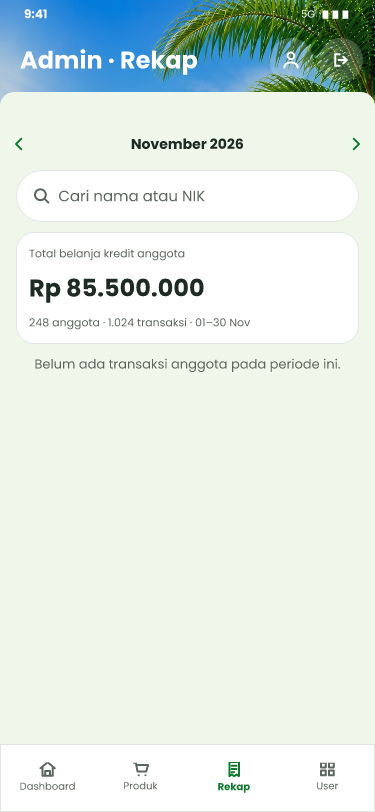 9:41
5G
Admin · Rekap
November 2026
Cari nama atau NIK
Total belanja kredit anggota
Rp 85.500.000
248 anggota · 1.024 transaksi · 01–30 Nov
Belum ada transaksi anggota pada periode ini.
Dashboard
Produk
Rekap
User